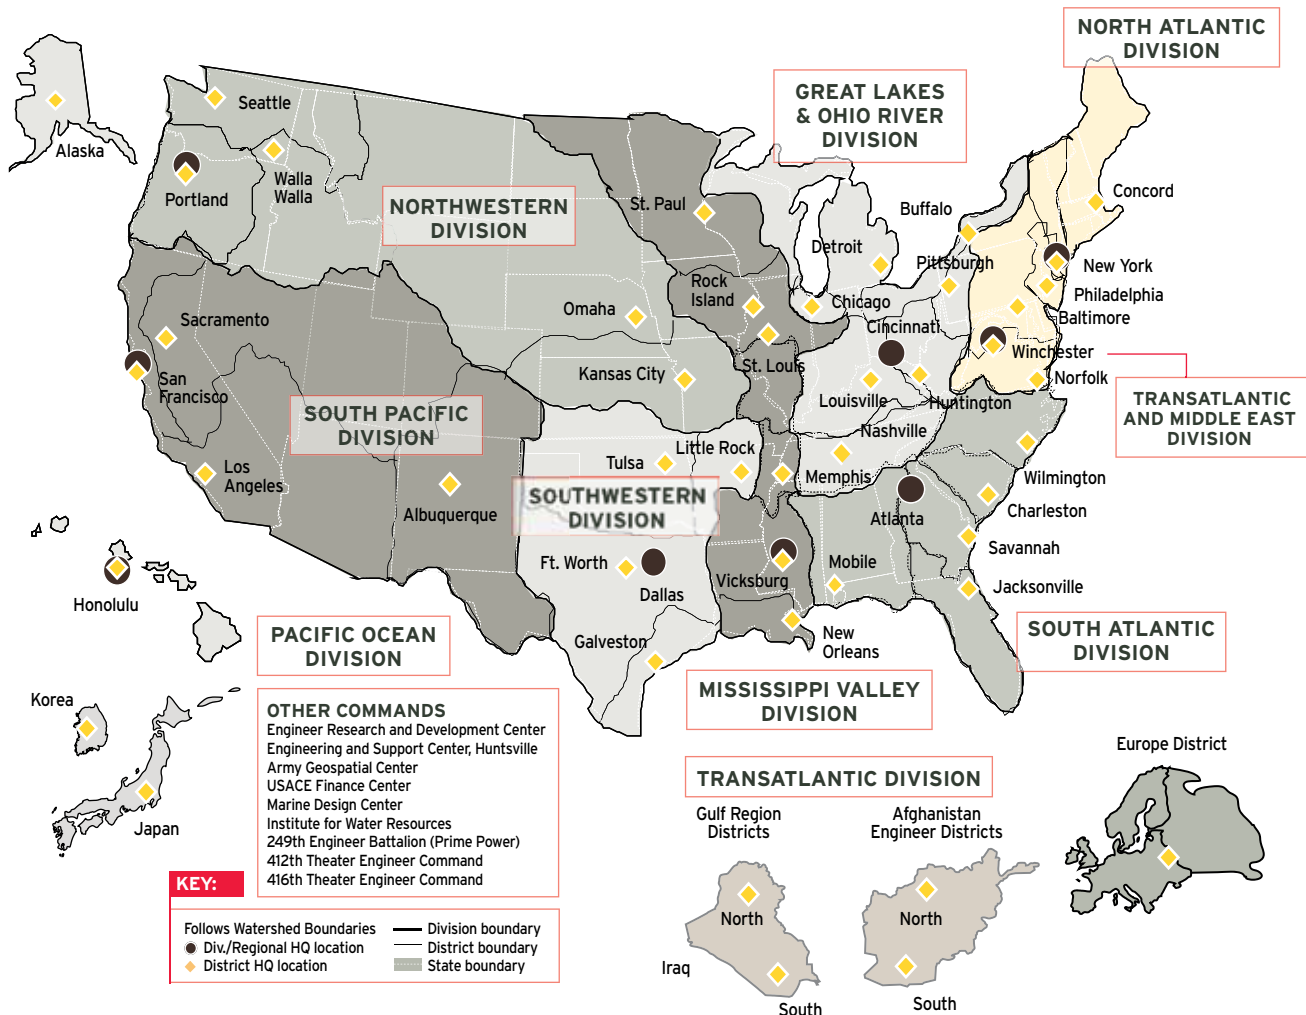 NORTH ATLANTIC
DIVISION
GREAT LAKES
& OHIO RIVER
DIVISION
Alaska
Seattle
Portland
Walla
Walla
NORTHWESTERN
DIVISION
St. Paul
Buffalo
Concord
Detroit
Pittsburgh
New York
Rock
Island
Chicago
Philadelphia
Omaha
Baltimore
Sacramento
Cincinnati
Winchester
St. Louis
Kansas City
San
Francisco
Norfolk
Louisville
Huntington
TRANSATLANTIC
AND MIDDLE EAST
DIVISION
SOUTH PACIFIC
DIVISION
Nashville
Little Rock
Tulsa
Los
Angeles
Memphis
Wilmington
SOUTHWESTERN
DIVISION
Albuquerque
Charleston
Atlanta
Savannah
Ft. Worth
Mobile
Vicksburg
Dallas
Jacksonville
Honolulu
PACIFIC OCEAN
DIVISION
Galveston
New
Orleans
SOUTH ATLANTIC
DIVISION
MISSISSIPPI VALLEY
DIVISION
Korea
Japan
OTHER COMMANDS
Engineer Research and Development Center
Engineering and Support Center, Huntsville
Army Geospatial Center
USACE Finance Center
Marine Design Center
Institute for Water Resources
249th Engineer Battalion (Prime Power)
412th Theater Engineer Command
416th Theater Engineer Command
Europe District
TRANSATLANTIC DIVISION
Gulf Region
Districts
Afghanistan
Engineer Districts
North
North
Iraq
South
South
KEY:
Follows Watershed Boundaries
Div./Regional HQ location
District HQ location
Division boundary
District boundary
State boundary